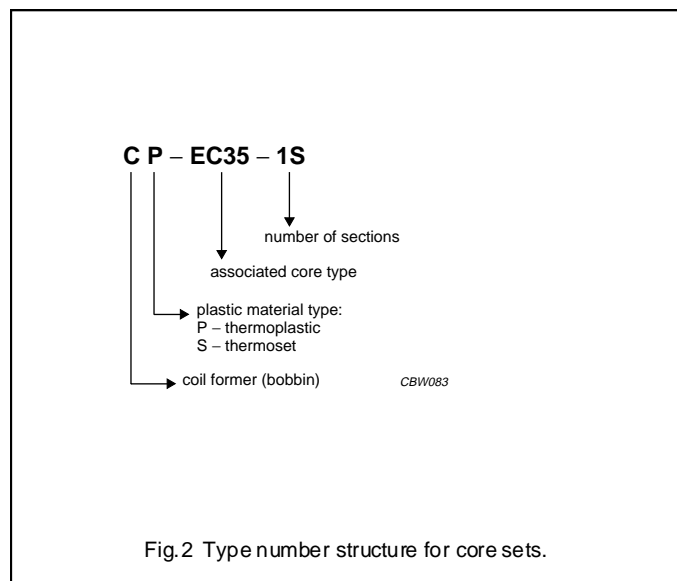 C P – EC35 – 1S
number of sections
associated core type
plastic material type:
P – thermoplastic
S – thermoset
coil former (bobbin)
CBW083
Fig.2 Type number structure for core sets.